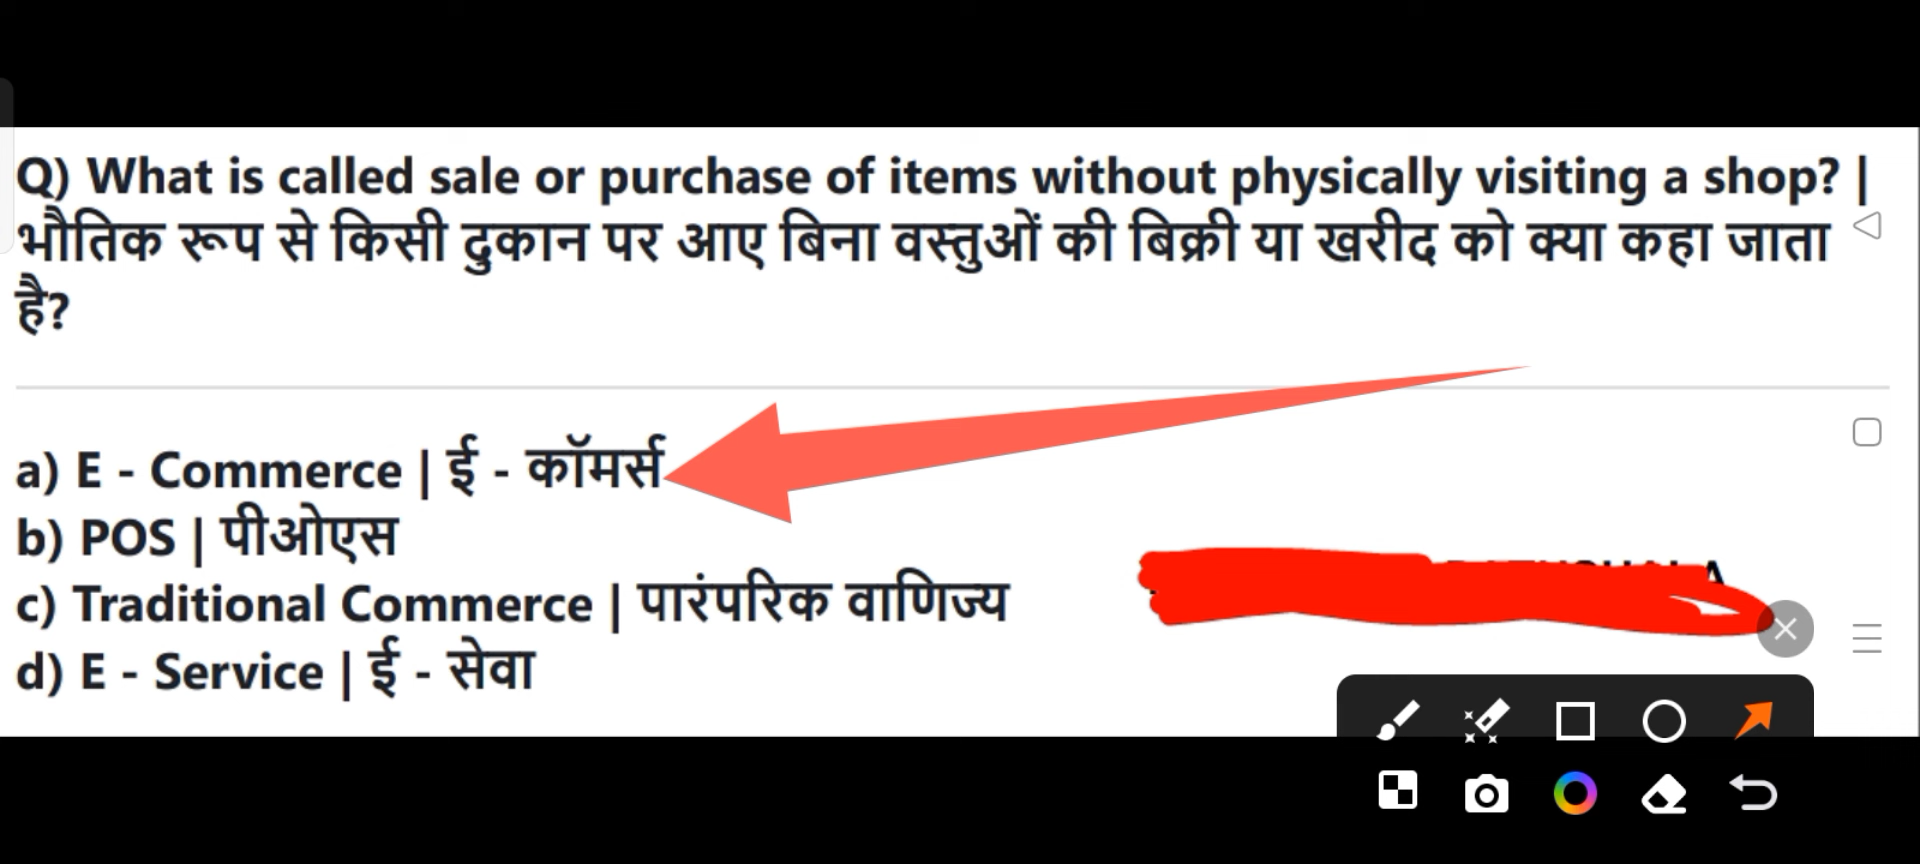 Q) What is called sale or purchase of items without physically visiting a shop? |
भौतिक रूप से किसी दुकान पर आए बिना वस्तुओं की बिक्री या खरीद को क्या कहा जाता
है?
a) E - Commerce | ई - कॉमर्स
b) POS | पीओएस
c) Traditional Commerce | पारंपरिक वाणिज्य
d) E - Service | ई - सेवा